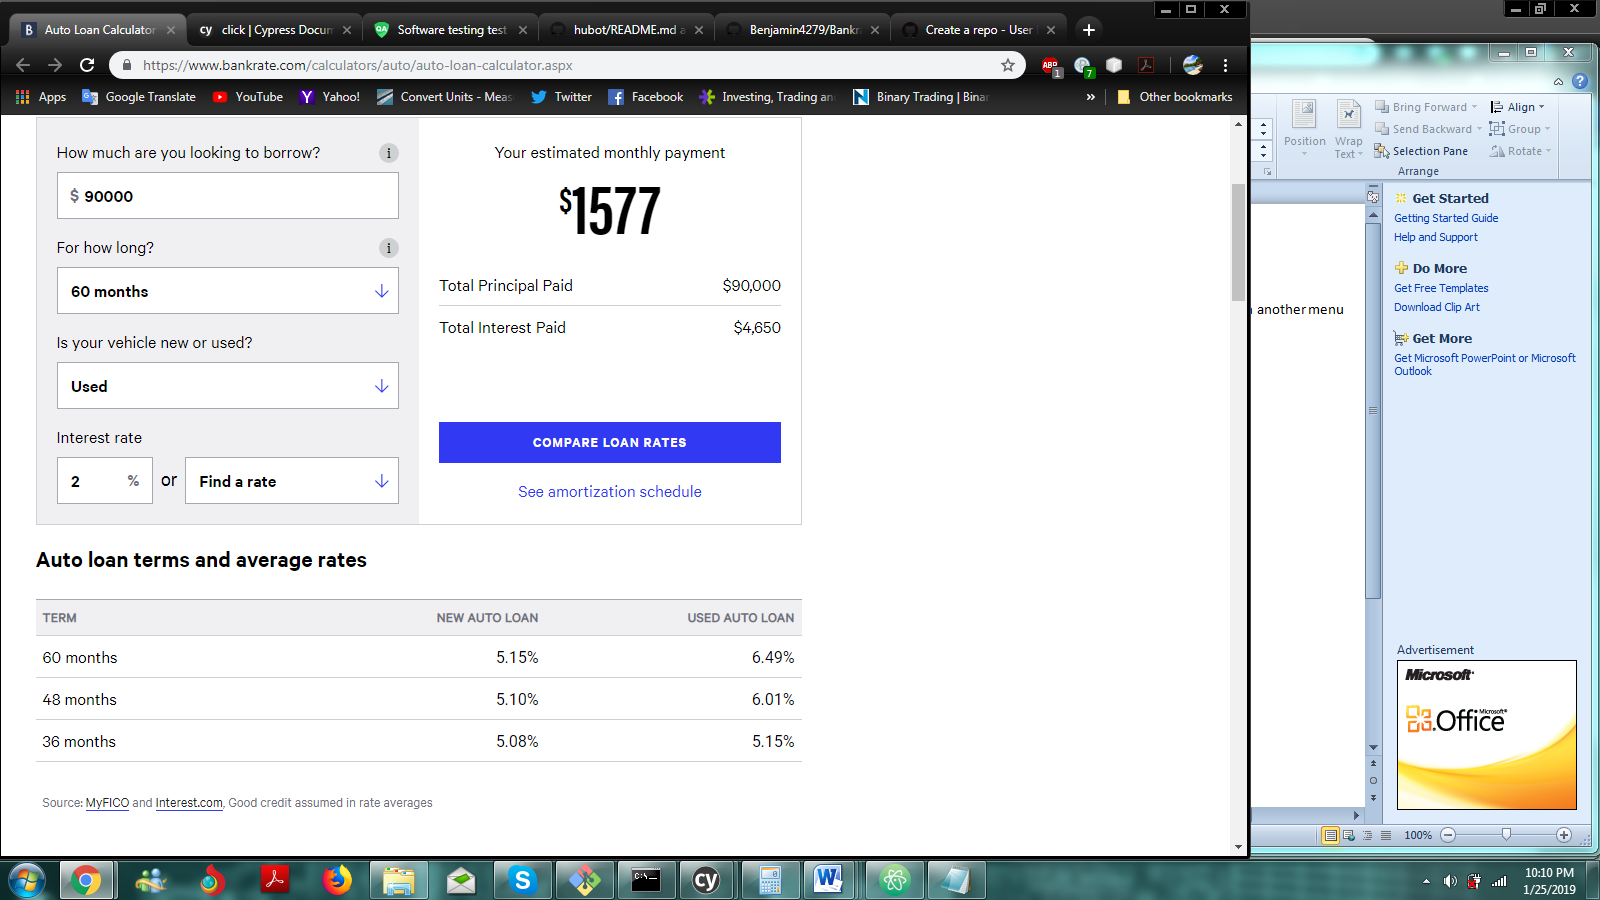 Auto Loan Calculator
click | Cypress Docum
Software testing test
hubot/README.md a
Benjamin4279/Bankra
Create a repo - User
https://www.bankrate.com/calculators/auto/auto-loan-calculator.aspx
ABP
1
7
Apps
Google Translate
YouTube
Yahoo!
Convert Units - Meas
Twitter
Facebook
Investing, Trading an
Binary Trading | Binar
»
Other bookmarks
How much are you looking to borrow?
i
$ 90000
For how long?
i
60 months
Is your vehicle new or used?
Used
Interest rate
2 %
or
Find a rate
Your estimated monthly payment
$1577
Total Principal Paid $90,000
Total Interest Paid $4,650
COMPARE LOAN RATES
See amortization schedule
Auto loan terms and average rates
TERM NEW AUTO LOAN USED AUTO LOAN
60 months 5.15% 6.49%
48 months 5.10% 6.01%
36 months 5.08% 5.15%
Source: MyFICO and Interest.com, Good credit assumed in rate averages
Position
Wrap
Text
Bring Forward
Send Backward
Selection Pane
Align
Group
Rotate
Arrange
another menu
Get Started
Getting Started Guide
Help and Support
Do More
Get Free Templates
Download Clip Art
Get More
Get Microsoft PowerPoint or Microsoft
Outlook
Advertisement
Microsoft
Microsoft
Office
100%
10:10 PM
1/25/2019